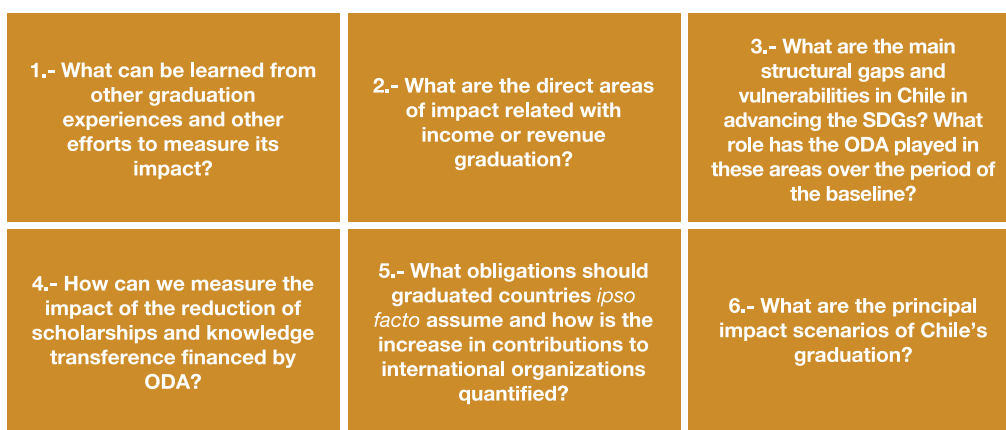 1.- What can be learned from
other graduation
experiences and other
efforts to measure its
impact?
2.- What are the direct areas
of impact related with
income or revenue
graduation?
3.- What are the main
structural gaps and
vulnerabilities in Chile in
advancing the SDGs? What
role has the ODA played in
these areas over the period of
the baseline?
4.- How can we measure the
impact of the reduction of
scholarships and knowledge
transference financed by
ODA?
5.- What obligations should
graduated countries ipso
facto assume and how is the
increase in contributions to
international organizations
quantified?
6.- What are the principal
impact scenarios of Chile’s
graduation?